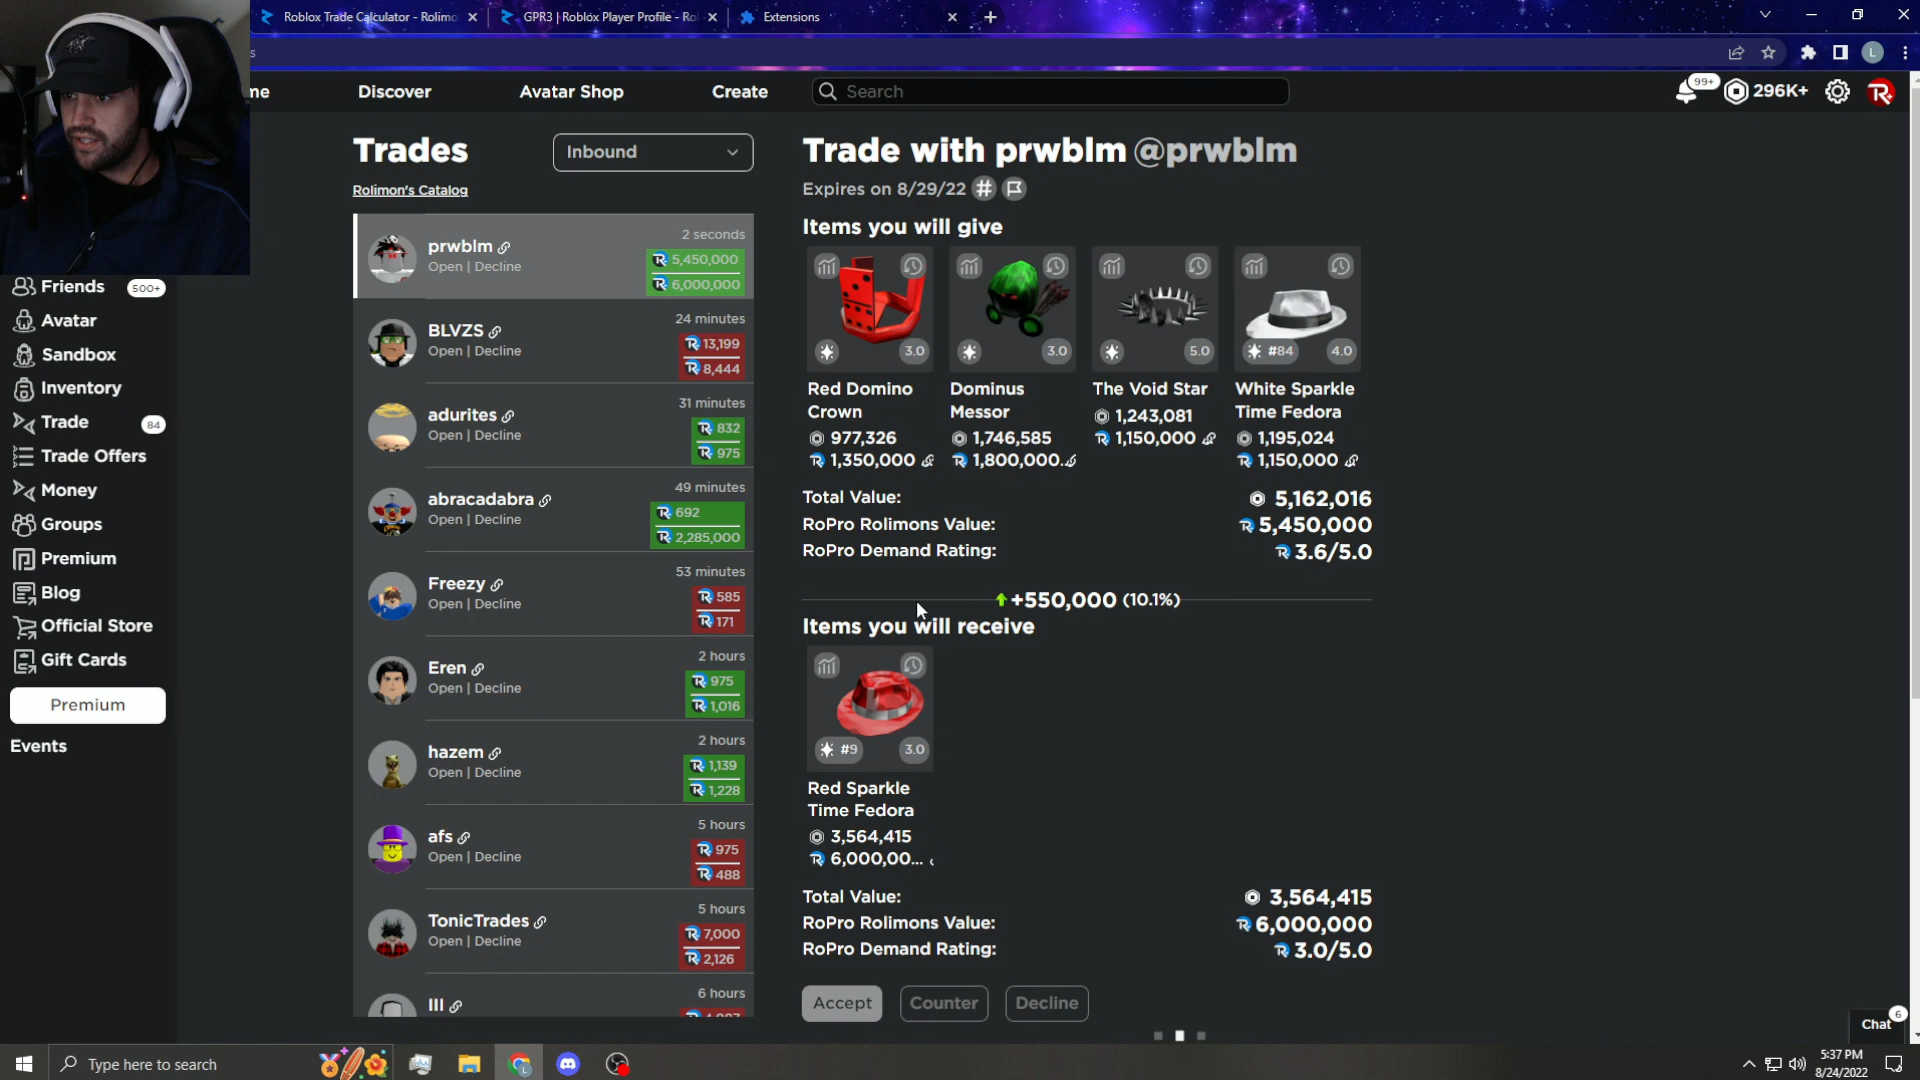 Roblox Trade Calculator - Rolimo
GPR3 | Roblox Player Profile - Rol
Extensions
s
me
Discover
Avatar Shop
Create
Search
99+
296K+
L
Friends 500+
Avatar
Sandbox
Inventory
Trade 84
Trade Offers
Money
Groups
Premium
Blog
Official Store
Gift Cards
Premium
Events
Trades
Inbound
Rolimon's Catalog
prwblm
2 seconds
Open | Decline
5,450,000
6,000,000
BLVZS
24 minutes
Open | Decline
13,199
8,444
adurites
31 minutes
Open | Decline
832
975
abracadabra
49 minutes
Open | Decline
692
2,285,000
Freezy
53 minutes
Open | Decline
585
171
Eren
2 hours
Open | Decline
975
1,016
hazem
2 hours
Open | Decline
1,139
1,228
afs
5 hours
Open | Decline
975
488
TonicTrades
5 hours
Open | Decline
7,000
2,126
III
6 hours
Trade with prwblm @prwblm
Expires on 8/29/22
Items you will give
3.0
3.0
5.0
#84 4.0
Red Domino Crown
977,326
1,350,000
Dominus Messor
1,746,585
1,800,000...
The Void Star
1,243,081
1,150,000
White Sparkle Time Fedora
1,195,024
1,150,000
Total Value: 5,162,016
RoPro Rolimons Value: 5,450,000
RoPro Demand Rating: 3.6/5.0
+550,000 (10.1%)
Items you will receive
#9 3.0
Red Sparkle
Time Fedora
3,564,415
6,000,00...
Total Value: 3,564,415
RoPro Rolimons Value: 6,000,000
RoPro Demand Rating: 3.0/5.0
Accept
Counter
Decline
Chat 6
Type here to search
5:37 PM
8/24/2022